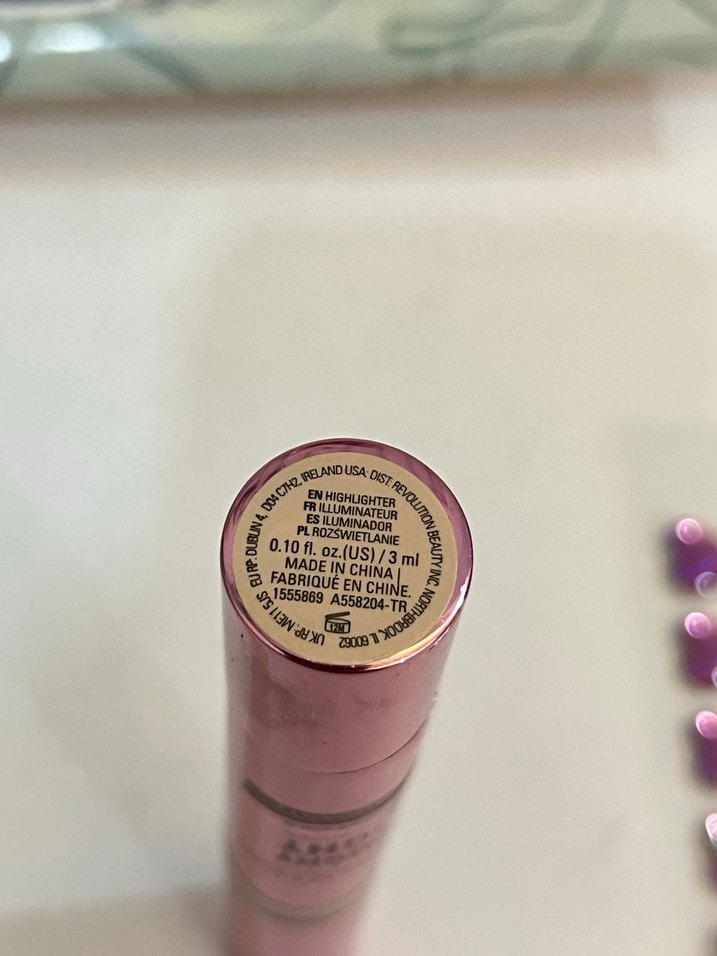 UK RP: ME11 5JS EU RP: DUBLIN 4, D04 C7H2, IRELAND USA: DIST. REVOLUTION BEAUTY INC. NORTHBROOK, IL 60062
EN HIGHLIGHTER
FR ILLUMINATEUR
ES ILUMINADOR
PL ROZŚWIETLANIE
0.10 fl. oz.(US) / 3 ml
MADE IN CHINA |
FABRIQUÉ EN CHINE.
1555869 A558204-TR
12M